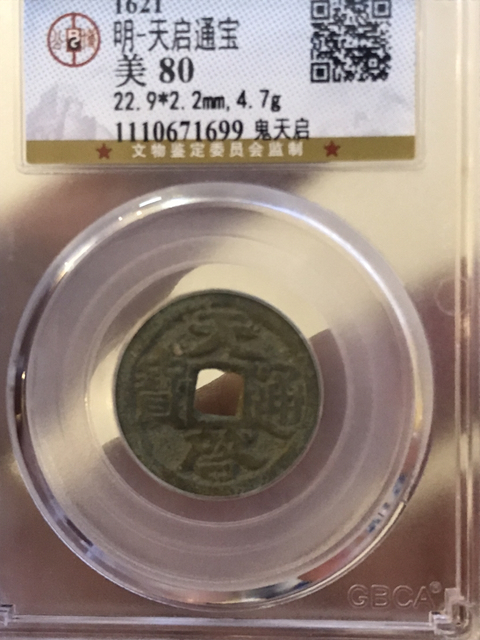 1621
明-天启通宝
美 80
22.9*2.2mm, 4.7g
1110671699 鬼天启
★ 文物鉴定委员会监制 ★
天
寶 通
啟
GBCA®